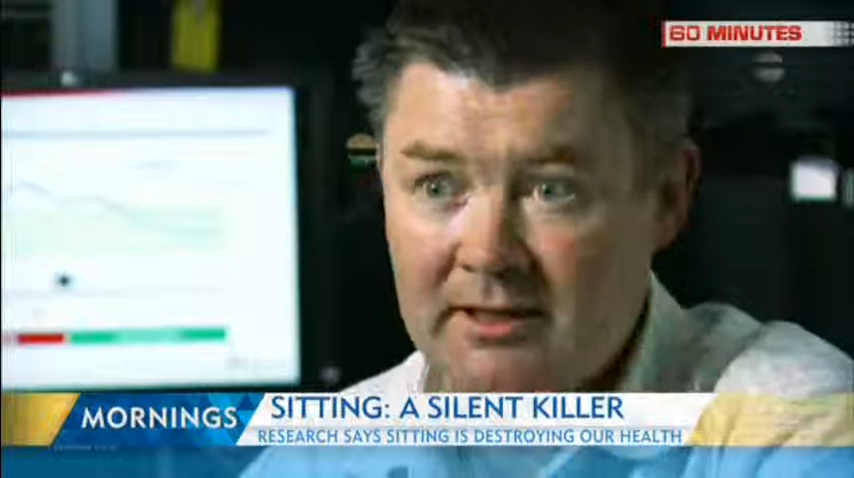 60 MINUTES
MORNINGS
SITTING: A SILENT KILLER
RESEARCH SAYS SITTING IS DESTROYING OUR HEALTH